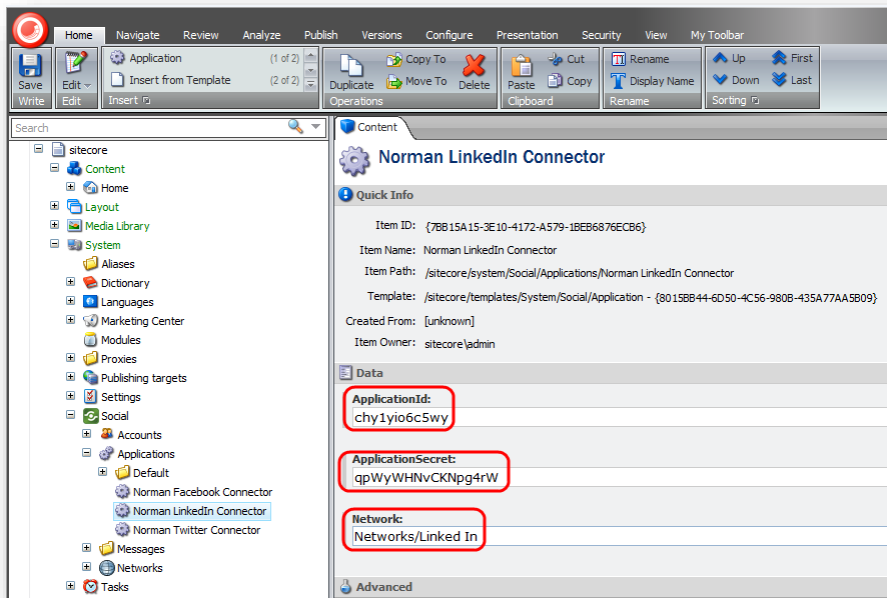 Home Navigate Review Analyze Publish Versions Configure Presentation Security View My Toolbar
Application (1 of 2) Copy To Cut Rename Up First
Insert from Template (2 of 2) Move To Copy Display Name Down Last
Save Edit Duplicate Delete Paste
Write Edit Insert Operations Clipboard Rename Sorting
Search
sitecore
Content
Home
Layout
Media Library
System
Aliases
Dictionary
Languages
Marketing Center
Modules
Proxies
Publishing targets
Settings
Social
Accounts
Applications
Default
Norman Facebook Connector
Norman LinkedIn Connector
Norman Twitter Connector
Messages
Networks
Tasks
Content
Norman LinkedIn Connector
Quick Info
Item ID: {7BB15A15-3E10-4172-A579-1BEB6876ECB6}
Item Name: Norman LinkedIn Connector
Item Path: /sitecore/system/Social/Applications/Norman LinkedIn Connector
Template: /sitecore/templates/System/Social/Application - {8015BB44-6D50-4C56-980B-435A77AA5B09}
Created From: [unknown]
Item Owner: sitecore\admin
Data
ApplicationId:
chy1yio6c5wy
ApplicationSecret:
qpWyWHNvCKNpg4rW
Network:
Networks/Linked In
Advanced